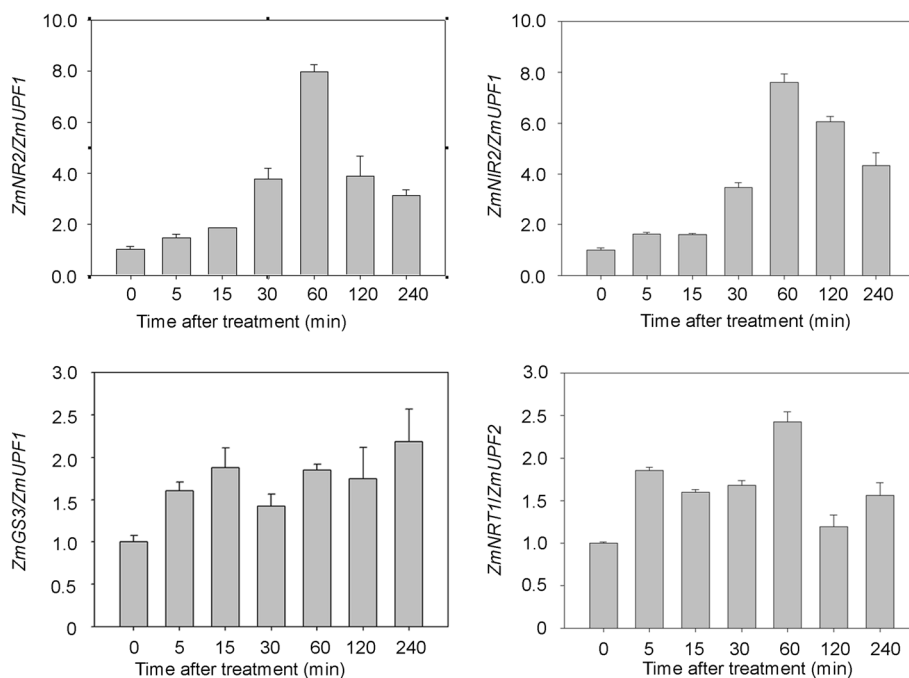 10.0
8.0
6.0
4.0
2.0
0.0
ZmNR2/ZmUPF1
0 5 15 30 60 120 240
Time after treatment (min)
10.0
8.0
6.0
4.0
2.0
0.0
ZmNIR2/ZmUPF1
0 5 15 30 60 120 240
Time after treatment (min)
3.0
2.5
2.0
1.5
1.0
0.5
0
ZmGS3/ZmUPF1
0 5 15 30 60 120 240
Time after treatment (min)
3.0
2.5
2.0
1.5
1.0
0.5
0
ZmNRT1/ZmUPF2
0 5 15 30 60 120 240
Time after treatment (min)